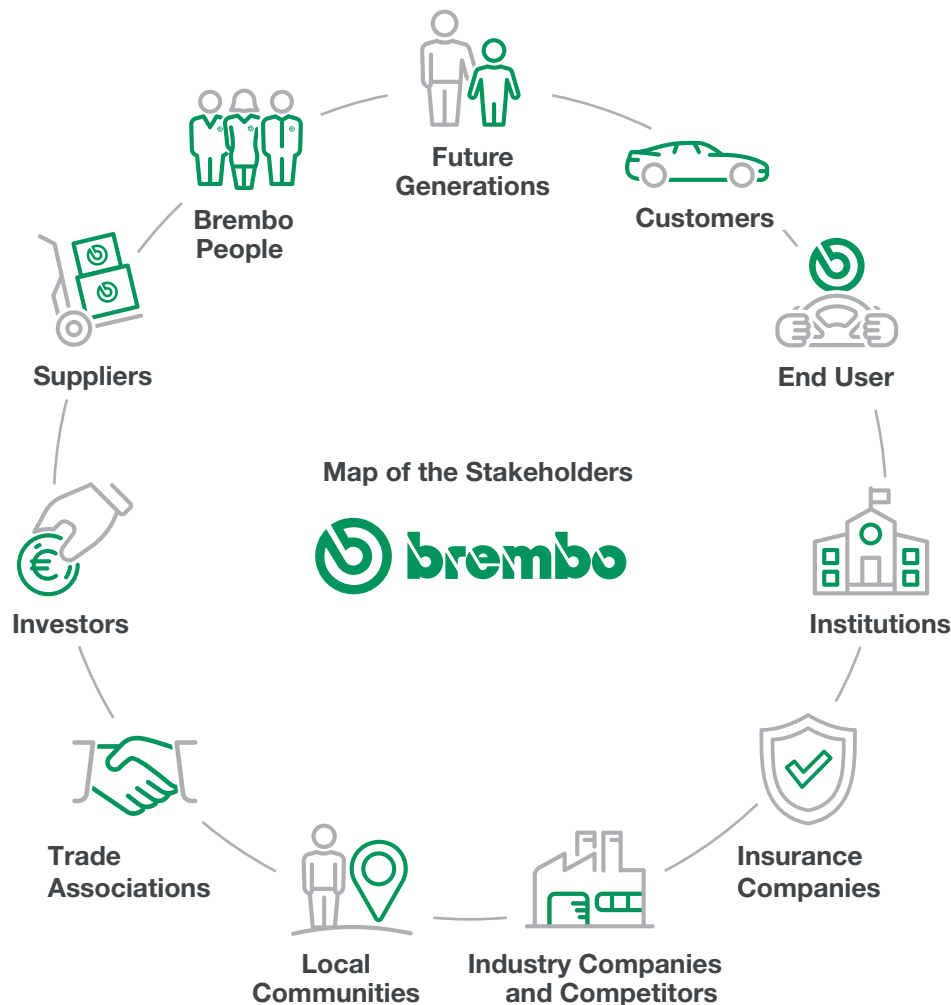 Future
Generations
Customers
Brembo
People
End User
Suppliers
Map of the Stakeholders
brembo
Institutions
Investors
Insurance
Companies
Trade
Associations
Local
Communities
Industry Companies
and Competitors